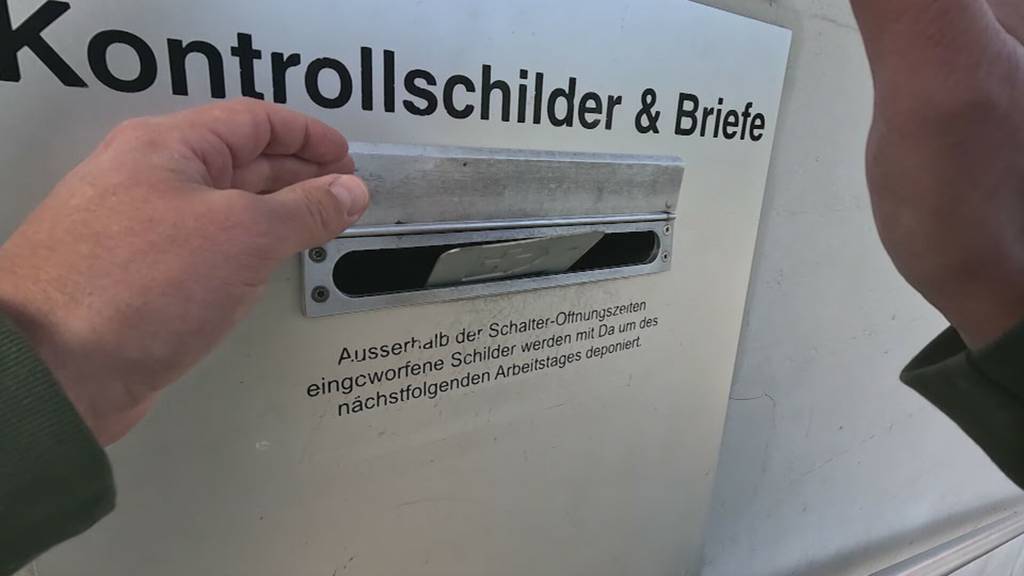 Kontrollschilder & Briefe
Ausserhalb der Schalter-Öffnungszeiten
eingeworfene Schilder werden mit Da um des
nächstfolgenden Arbeitstages deponiert.